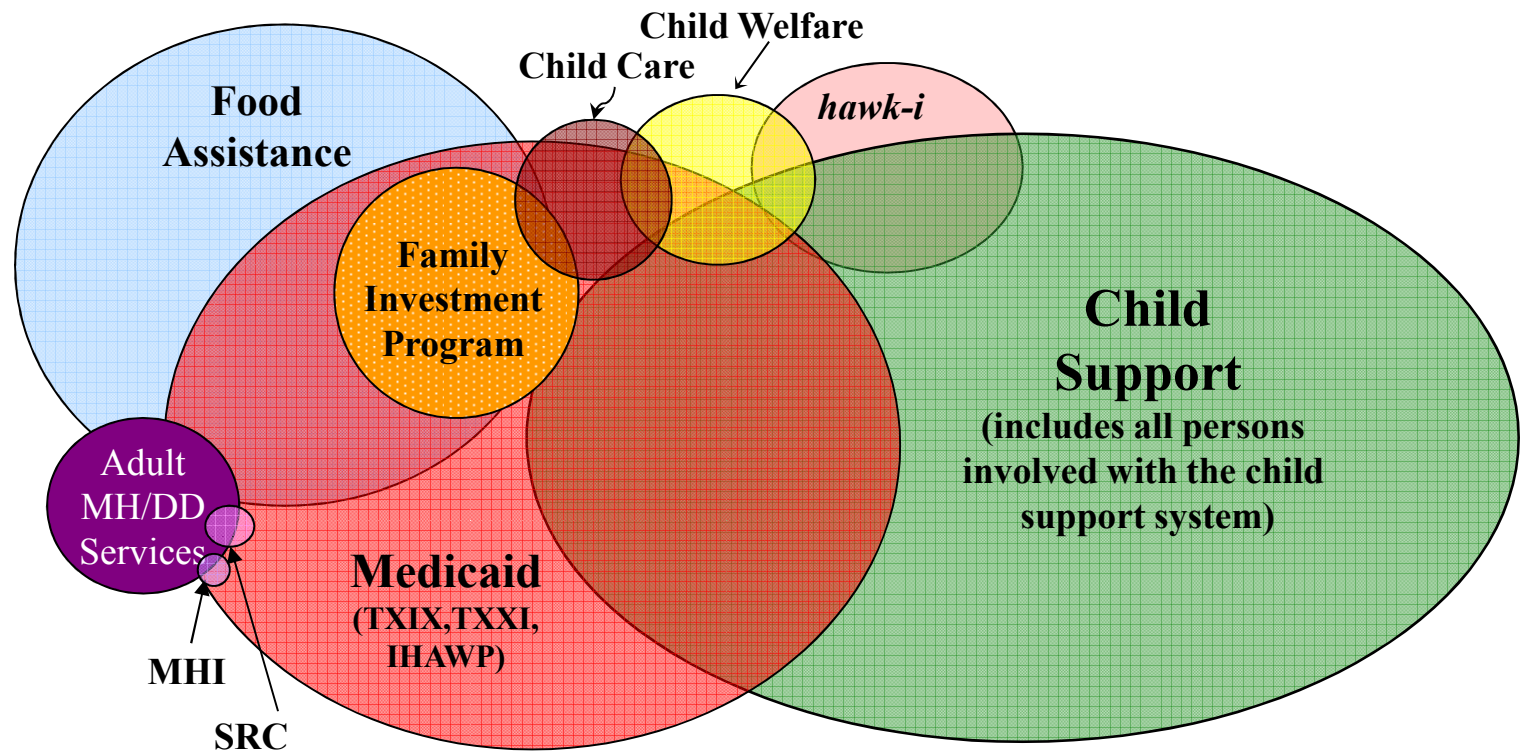 Child Welfare
Child Care
hawk-i
Food
Assistance
Family
Investment
Program
Child
Support
(includes all persons
involved with the child
support system)
Adult
MH/DD
Services
Medicaid
(TXIX,TXXI,
IHAWP)
MHI
SRC